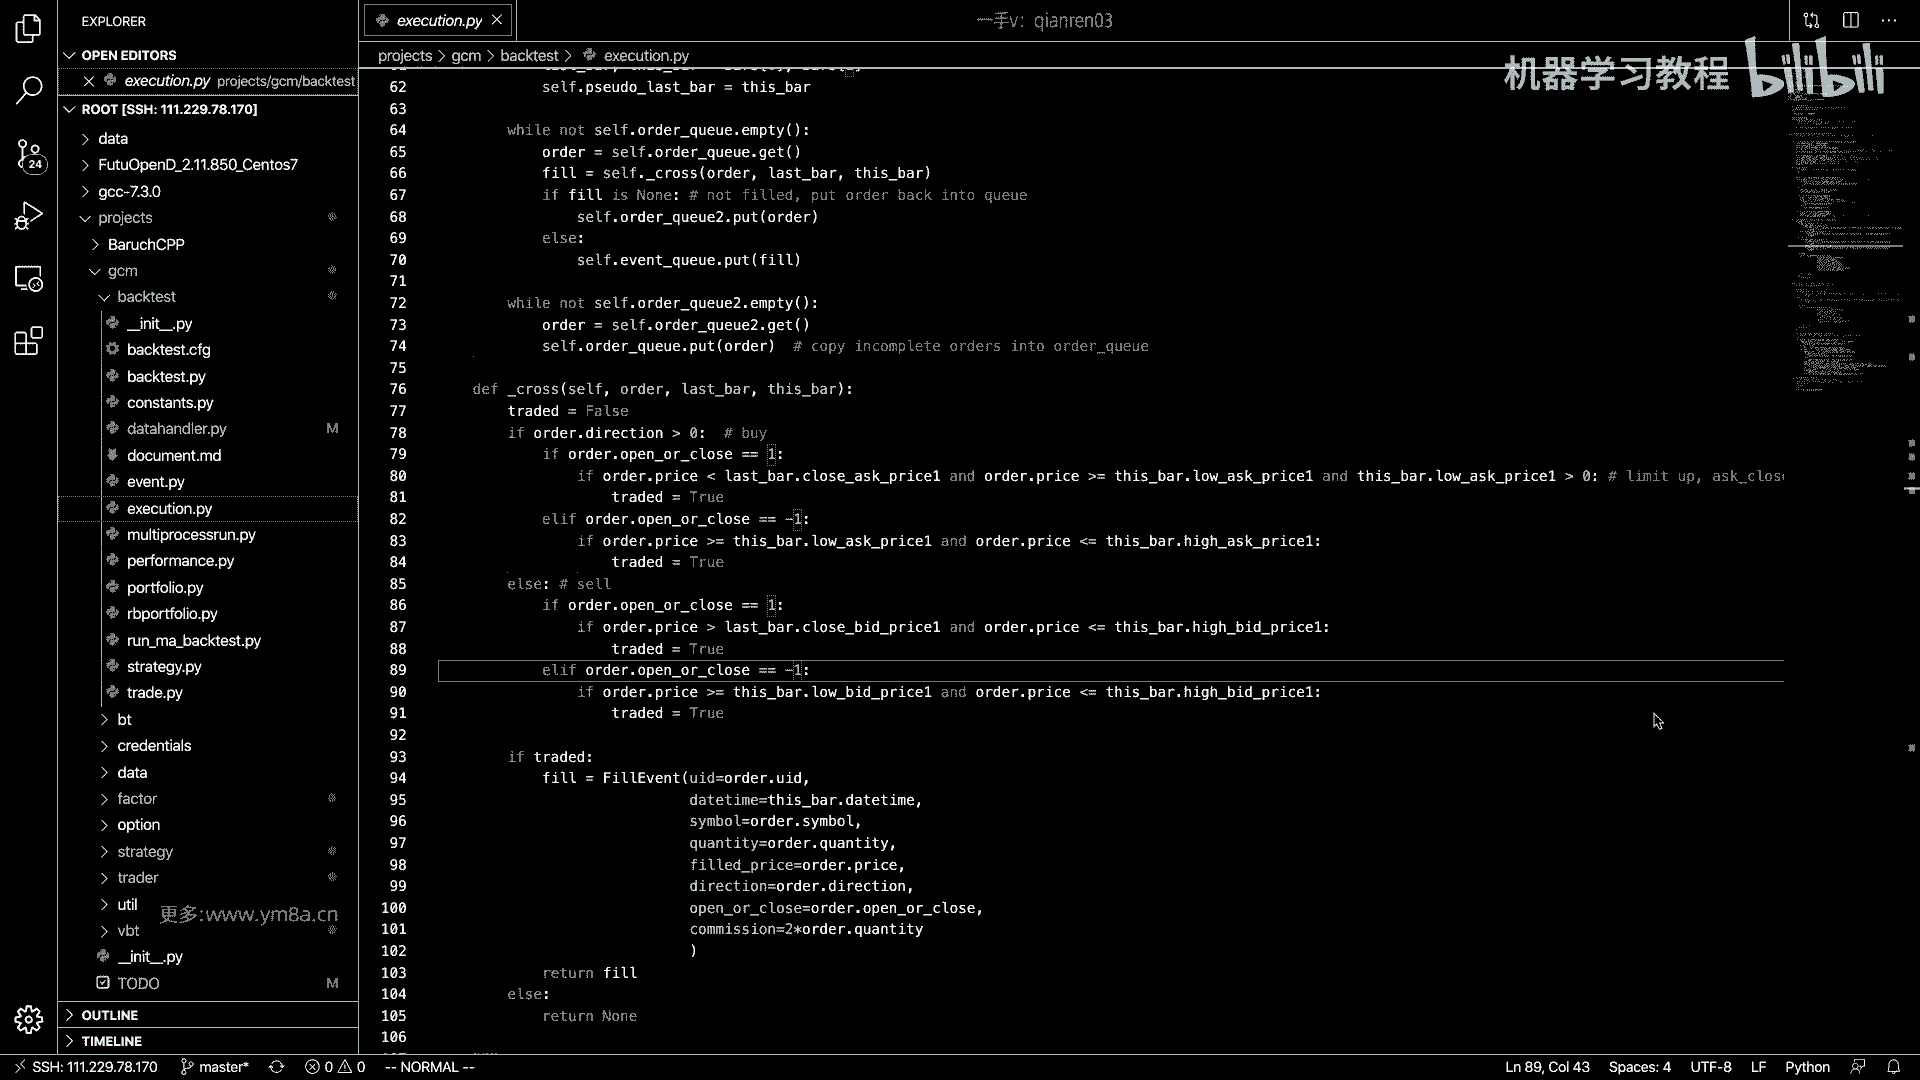 EXPLORER
OPEN EDITORS
execution.py projects/gcm/backtest
ROOT [SSH: 111.229.78.170]
data
FutuOpenD_2.11.850_Centos7
gcc-7.3.0
projects
BaruchCPP
gcm
backtest
__init__.py
backtest.cfg
backtest.py
constants.py
datahandler.py M
document.md
event.py
execution.py
multiprocessrun.py
performance.py
portfolio.py
rbportfolio.py
run_ma_backtest.py
strategy.py
trade.py
bt
credentials
data
factor
option
strategy
trader
util
更多:www.ym8a.cn
vbt
__init__.py
TODO M
OUTLINE
TIMELINE
24
execution.py
一手v: qianren03
机器学习教程 bilibili
projects > gcm > backtest > execution.py
62 self.pseudo_last_bar = this_bar
63
64 while not self.order_queue.empty():
65 order = self.order_queue.get()
66 fill = self._cross(order, last_bar, this_bar)
67 if fill is None: # not filled, put order back into queue
68 self.order_queue2.put(order)
69 else:
70 self.event_queue.put(fill)
71
72 while not self.order_queue2.empty():
73 order = self.order_queue2.get()
74 self.order_queue.put(order)  # copy incomplete orders into order_queue
75
76 def _cross(self, order, last_bar, this_bar):
77 traded = False
78 if order.direction > 0:  # buy
79 if order.open_or_close == 1:
80 if order.price < last_bar.close_ask_price1 and order.price >= this_bar.low_ask_price1 and this_bar.low_ask_price1 > 0: # limit up, ask_clos
81 traded = True
82 elif order.open_or_close == -1:
83 if order.price >= this_bar.low_ask_price1 and order.price <= this_bar.high_ask_price1:
84 traded = True
85 else: # sell
86 if order.open_or_close == 1:
87 if order.price > last_bar.close_bid_price1 and order.price <= this_bar.high_bid_price1:
88 traded = True
89 elif order.open_or_close == -1:
90 if order.price >= this_bar.low_bid_price1 and order.price <= this_bar.high_bid_price1:
91 traded = True
92
93 if traded:
94 fill = FillEvent(uid=order.uid,
95 datetime=this_bar.datetime,
96 symbol=order.symbol,
97 quantity=order.quantity,
98 filled_price=order.price,
99 direction=order.direction,
100 open_or_close=order.open_or_close,
101 commission=2*order.quantity
102 )
103 return fill
104 else:
105 return None
106
SSH: 111.229.78.170 master* 0 0 -- NORMAL -- Ln 89, Col 43 Spaces: 4 UTF-8 LF Python